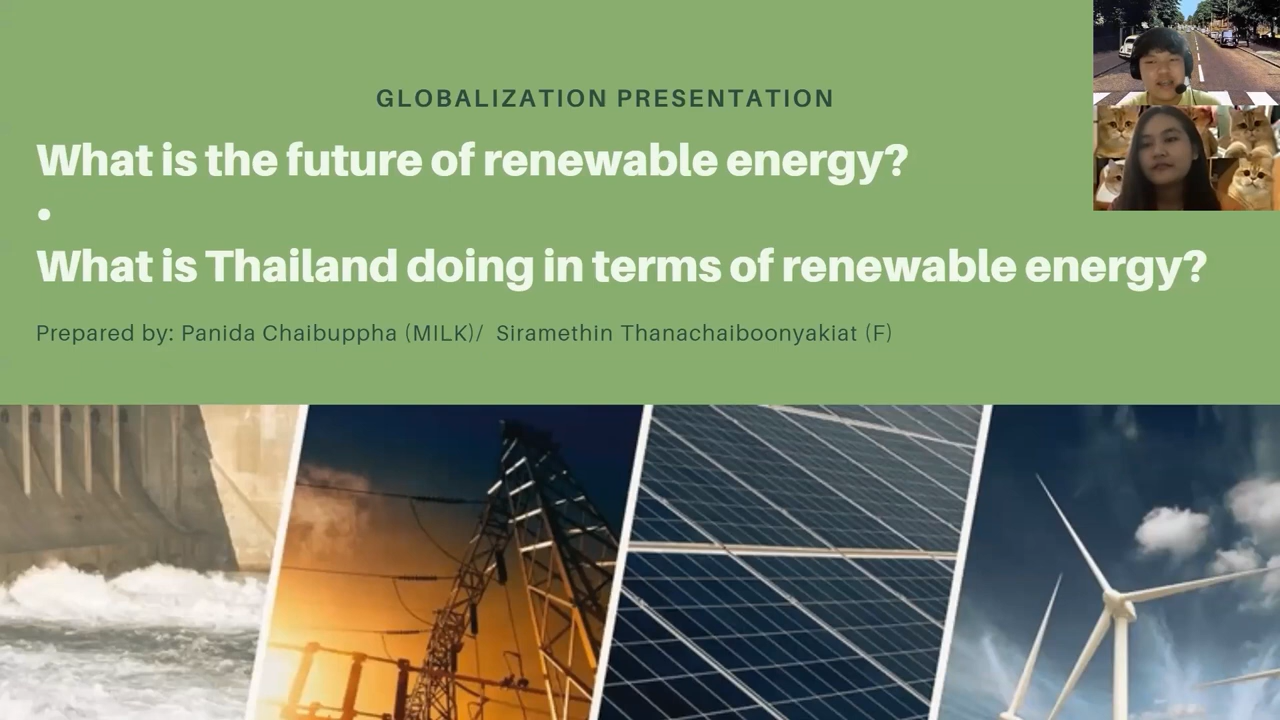 GLOBALIZATION PRESENTATION
What is the future of renewable energy?
•
What is Thailand doing in terms of renewable energy?
Prepared by: Panida Chaibuppha (MILK)/ Siramethin Thanachaiboonyakiat (F)